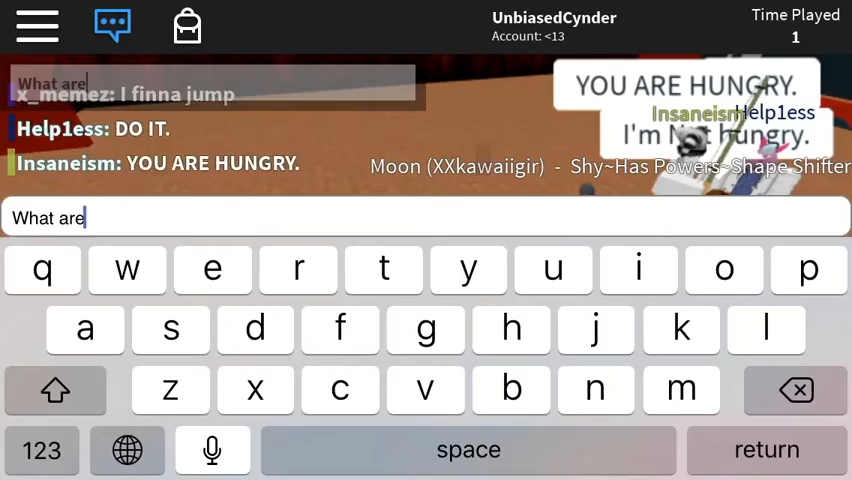 UnbiasedCynder
Account: <13
Time Played
1
What are
x_memez: I finna jump
Help1ess: DO IT.
Insaneism: YOU ARE HUNGRY.
YOU ARE HUNGRY.
Insaneism
Help1ess
I'm Not hungry.
Moon (XXkawaiigir) - Shy~Has Powers~Shape Shifter
What are
q w e r t y u i o p
a s d f g h j k l
z x c v b n m
123 space return